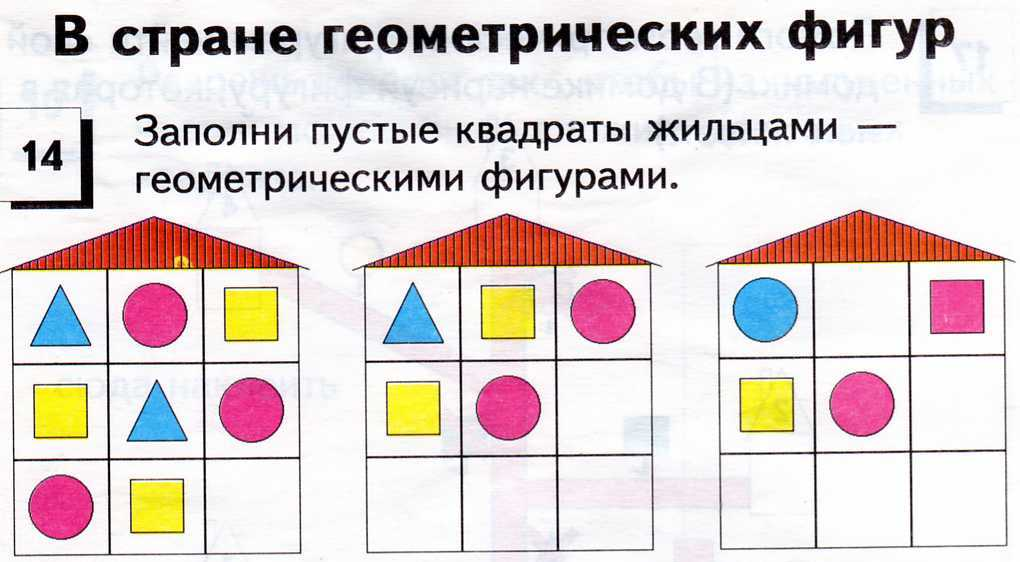 В стране геометрических фигур
14
Заполни пустые квадраты жильцами —
геометрическими фигурами.